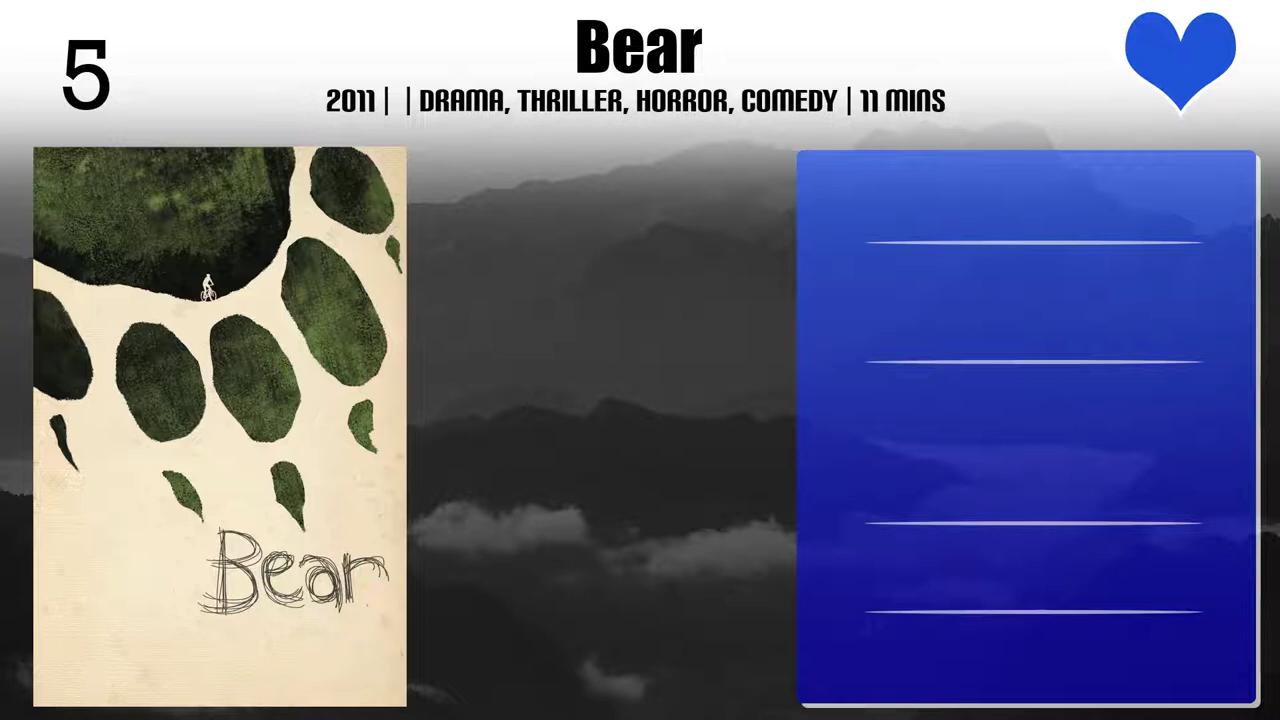 5
Bear
2011 | | DRAMA, THRILLER, HORROR, COMEDY | 11 MINS
Bear